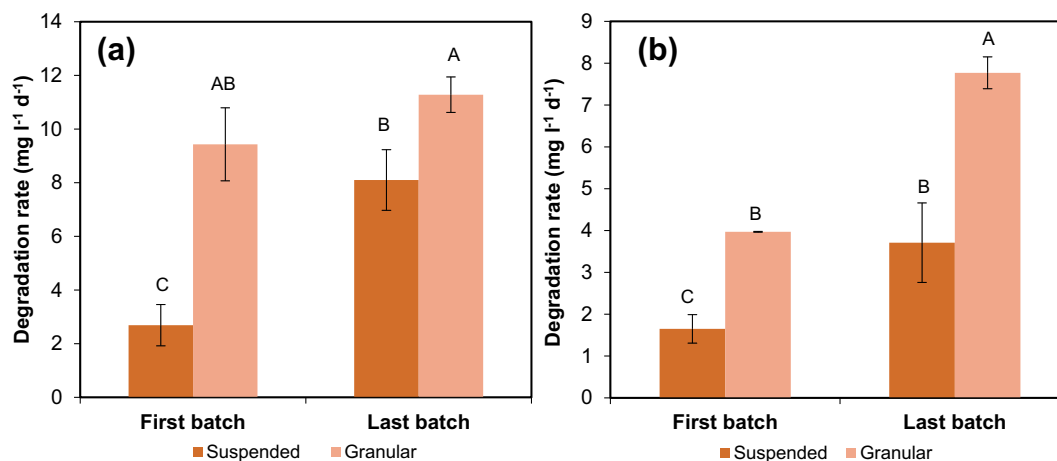 (a)
Degradation rate (mg l-1 d-1)
14
12
10
8
6
4
2
0
C
AB
B
A
First batch
Last batch
Suspended
Granular
(b)
Degradation rate (mg l-1 d-1)
9
8
7
6
5
4
3
2
1
0
C
B
B
A
First batch
Last batch
Suspended
Granular